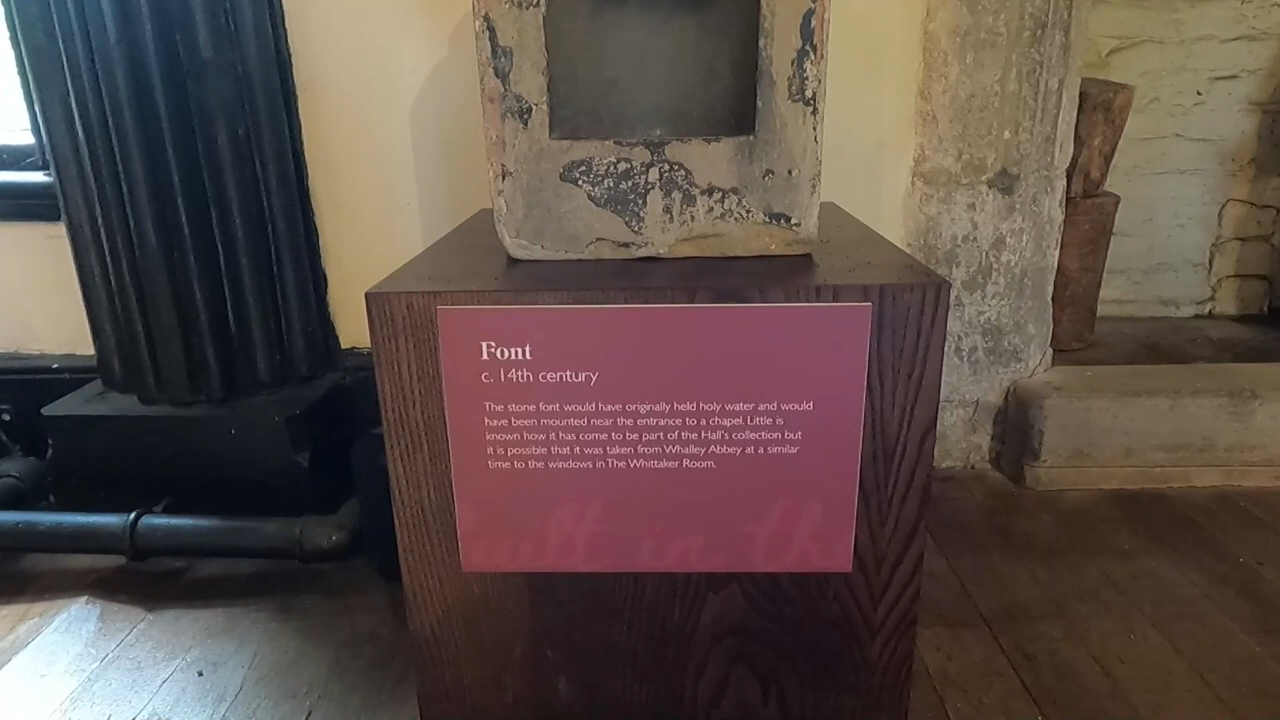 Font
c. 14th century
The stone font would have originally held holy water and would
have been mounted near the entrance to a chapel. Little is
known how it has come to be part of the Hall's collection but
it is possible that it was taken from Whalley Abbey at a similar
time to the windows in The Whittaker Room.
in the